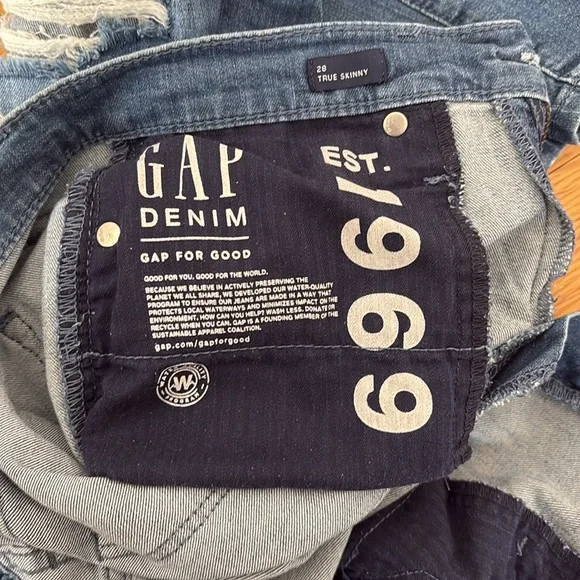 28
TRUE SKINNY
GAP
DENIM
GAP FOR GOOD
GOOD FOR YOU. GOOD FOR THE WORLD.
BECAUSE WE BELIEVE IN ACTIVELY PRESERVING THE
PLANET WE ALL SHARE, WE DEVELOPED OUR WATER-QUALITY
PROGRAM TO ENSURE OUR JEANS ARE MADE IN A WAY THAT
PROTECTS LOCAL WATERWAYS AND MINIMIZES IMPACT ON THE
ENVIRONMENT. HOW CAN YOU HELP? WASH LESS. DONATE OR
RECYCLE WHEN YOU CAN. GAP IS A FOUNDING MEMBER OF THE
SUSTAINABLE APPAREL COALITION.
gap.com/gapforgood
WATER QUALITY
W
PROGRAM
EST.
1969